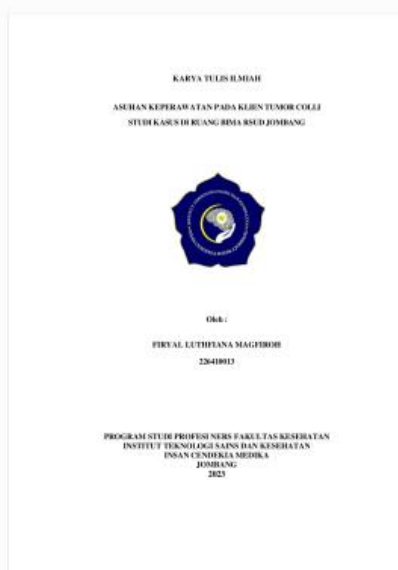 KARYA TULIS ILMIAH
ASUHAN KEPERAWATAN PADA KLIEN TUMOR COLLI
STUDI KASUS DI RUANG BIMA RSUD JOMBANG
Oleh :
FIRYAL LUTHFIANA MAGFIROH
226410013
PROGRAM STUDI PROFESI NERS FAKULTAS KESEHATAN
INSTITUT TEKNOLOGI SAINS DAN KESEHATAN
INSAN CENDEKIA MEDIKA
JOMBANG
2023